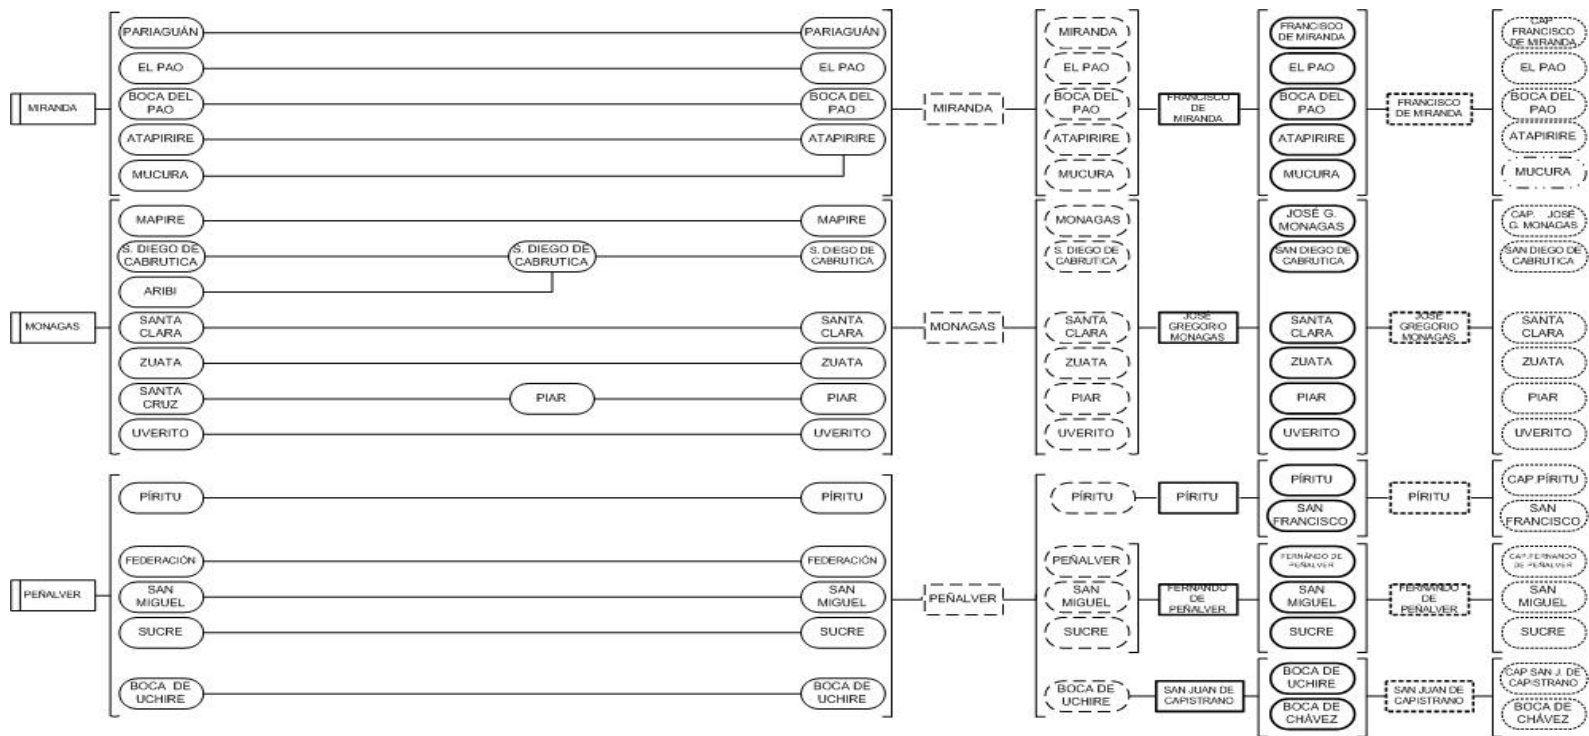 PARIAGUÁN
PARIAGUÁN
MIRANDA
FRANCISCO
DE MIRANDA
CAP.
FRANCISCO
DE MIRANDA
EL PAO
EL PAO
EL PAO
EL PAO
EL PAO
MIRANDA
BOCA DEL
PAO
BOCA DEL
PAO
MIRANDA
BOCA DEL
PAO
FRANCISCO
DE
MIRANDA
BOCA DEL
PAO
FRANCISCO
DE MIRANDA
BOCA DEL
PAO
ATAPIRIRE
ATAPIRIRE
ATAPIRIRE
ATAPIRIRE
ATAPIRIRE
MUCURA
MUCURA
MUCURA
MUCURA
MAPIRE
MAPIRE
MONAGAS
JOSÉ G.
MONAGAS
CAP. JOSÉ
G. MONAGAS
S. DIEGO DE
CABRUTICA
S. DIEGO DE
CABRUTICA
S. DIEGO DE
CABRUTICA
S. DIEGO DE
CABRUTICA
SAN DIEGO DE
CABRUTICA
SAN DIEGO DE
CABRUTICA
ARIBI
MONAGAS
SANTA
CLARA
SANTA
CLARA
MONAGAS
SANTA
CLARA
JOSÉ
GREGORIO
MONAGAS
SANTA
CLARA
JOSÉ
GREGORIO
MONAGAS
SANTA
CLARA
ZUATA
ZUATA
ZUATA
ZUATA
ZUATA
SANTA
CRUZ
PIAR
PIAR
PIAR
PIAR
PIAR
UVERITO
UVERITO
UVERITO
UVERITO
UVERITO
PÍRITU
PÍRITU
PÍRITU
PÍRITU
PÍRITU
SAN
FRANCISCO
PÍRITU
CAP.PÍRITU
SAN
FRANCISCO
FEDERACIÓN
FEDERACIÓN
PEÑALVER
FERNÁNDO DE
PEÑALVER
CAP.FERNANDO
DE PEÑALVER
PEÑALVER
SAN
MIGUEL
SAN
MIGUEL
PEÑALVER
SAN
MIGUEL
FERNANDO
DE
PEÑALVER
SAN
MIGUEL
FERNANDO
DE
PEÑALVER
SAN
MIGUEL
SUCRE
SUCRE
SUCRE
SUCRE
SUCRE
BOCA DE
UCHIRE
BOCA DE
UCHIRE
BOCA DE
UCHIRE
SAN JUAN DE
CAPISTRANO
BOCA DE
UCHIRE
BOCA DE
CHÁVEZ
SAN JUAN DE
CAPISTRANO
CAP SAN J. DE
CAPISTRANO
BOCA DE
CHÁVEZ